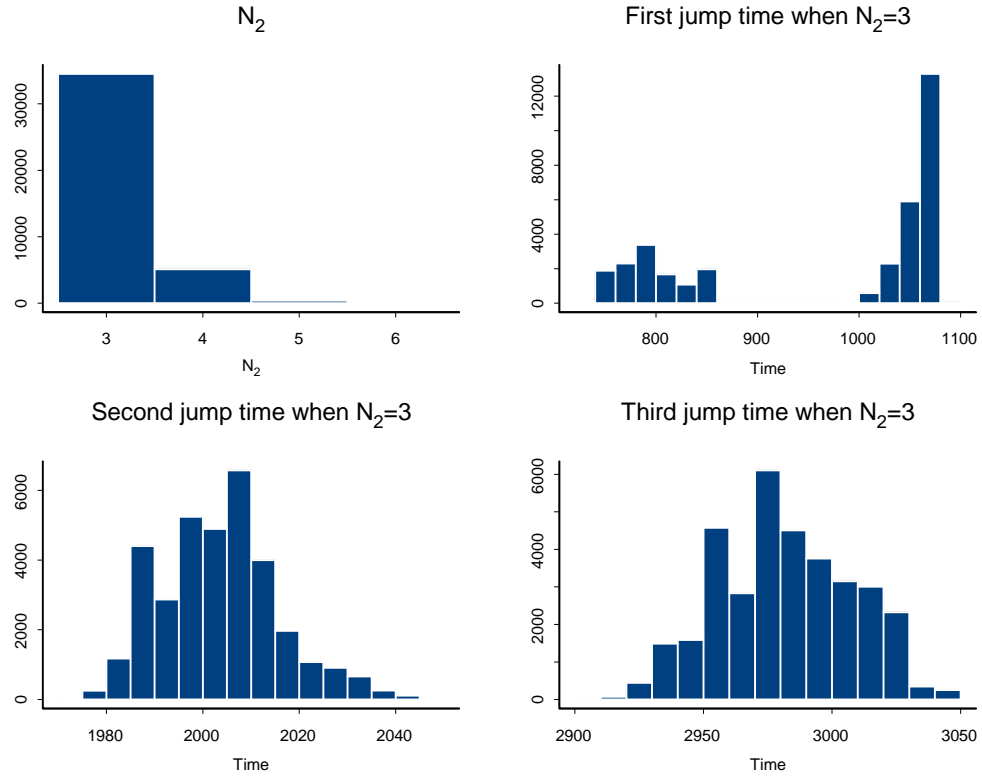 N₂
30000
20000
10000
0
3 4 5 6
N₂
First jump time when N₂=3
12000
8000
4000
0
800 900 1000 1100
Time
Second jump time when N₂=3
6000
4000
2000
0
1980 2000 2020 2040
Time
Third jump time when N₂=3
6000
4000
2000
0
2900 2950 3000 3050
Time